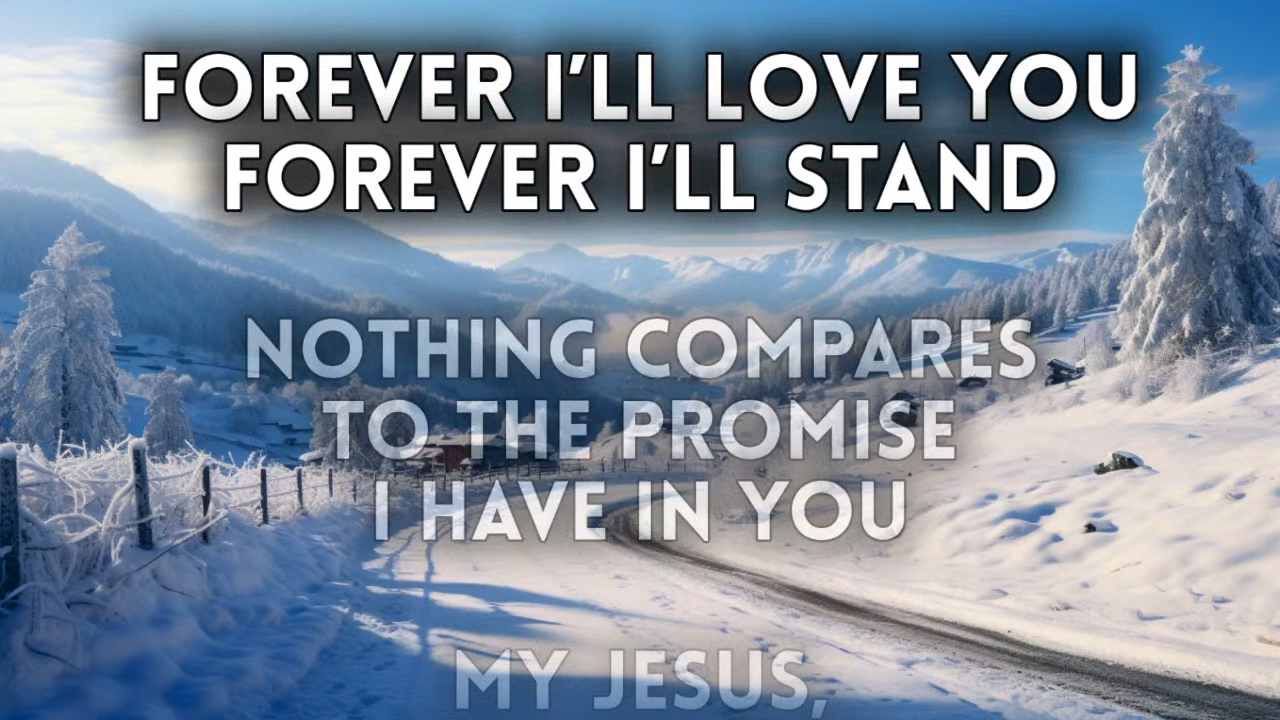 FOREVER I'LL LOVE YOU
FOREVER I'LL STAND
NOTHING COMPARES
TO THE PROMISE
I HAVE IN YOU
MY JESUS,